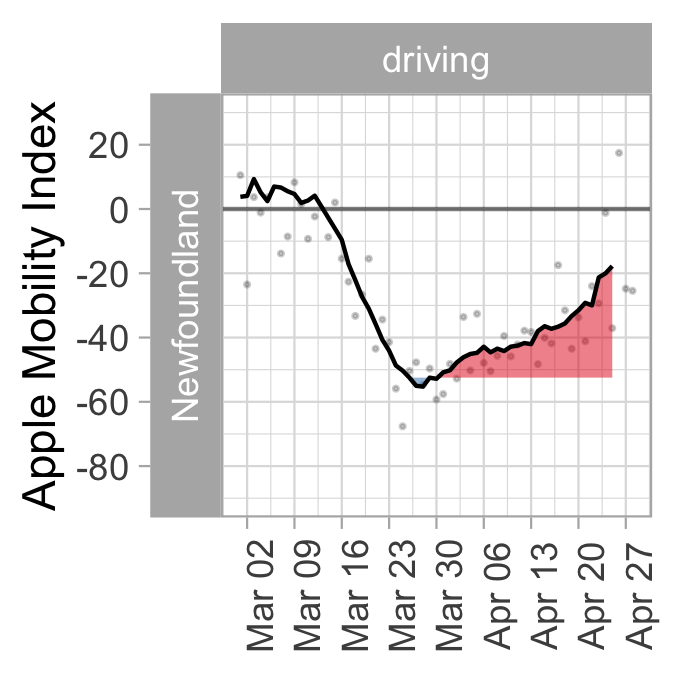 driving
Apple Mobility Index
Newfoundland
20
0
-20
-40
-60
-80
Mar 02
Mar 09
Mar 16
Mar 23
Mar 30
Apr 06
Apr 13
Apr 20
Apr 27